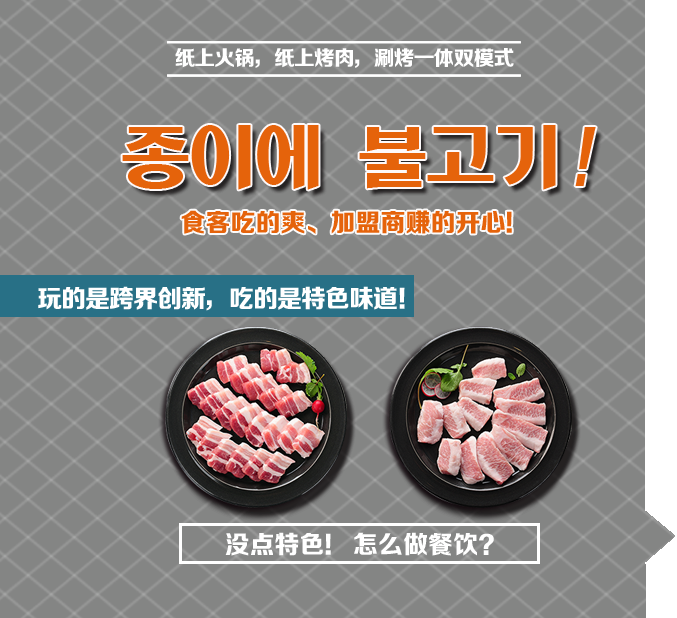 纸上火锅，纸上烤肉，涮烤一体双模式
종이에 불고기!
食客吃的爽、加盟商赚的开心!
玩的是跨界创新，吃的是特色味道!
没点特色! 怎么做餐饮?